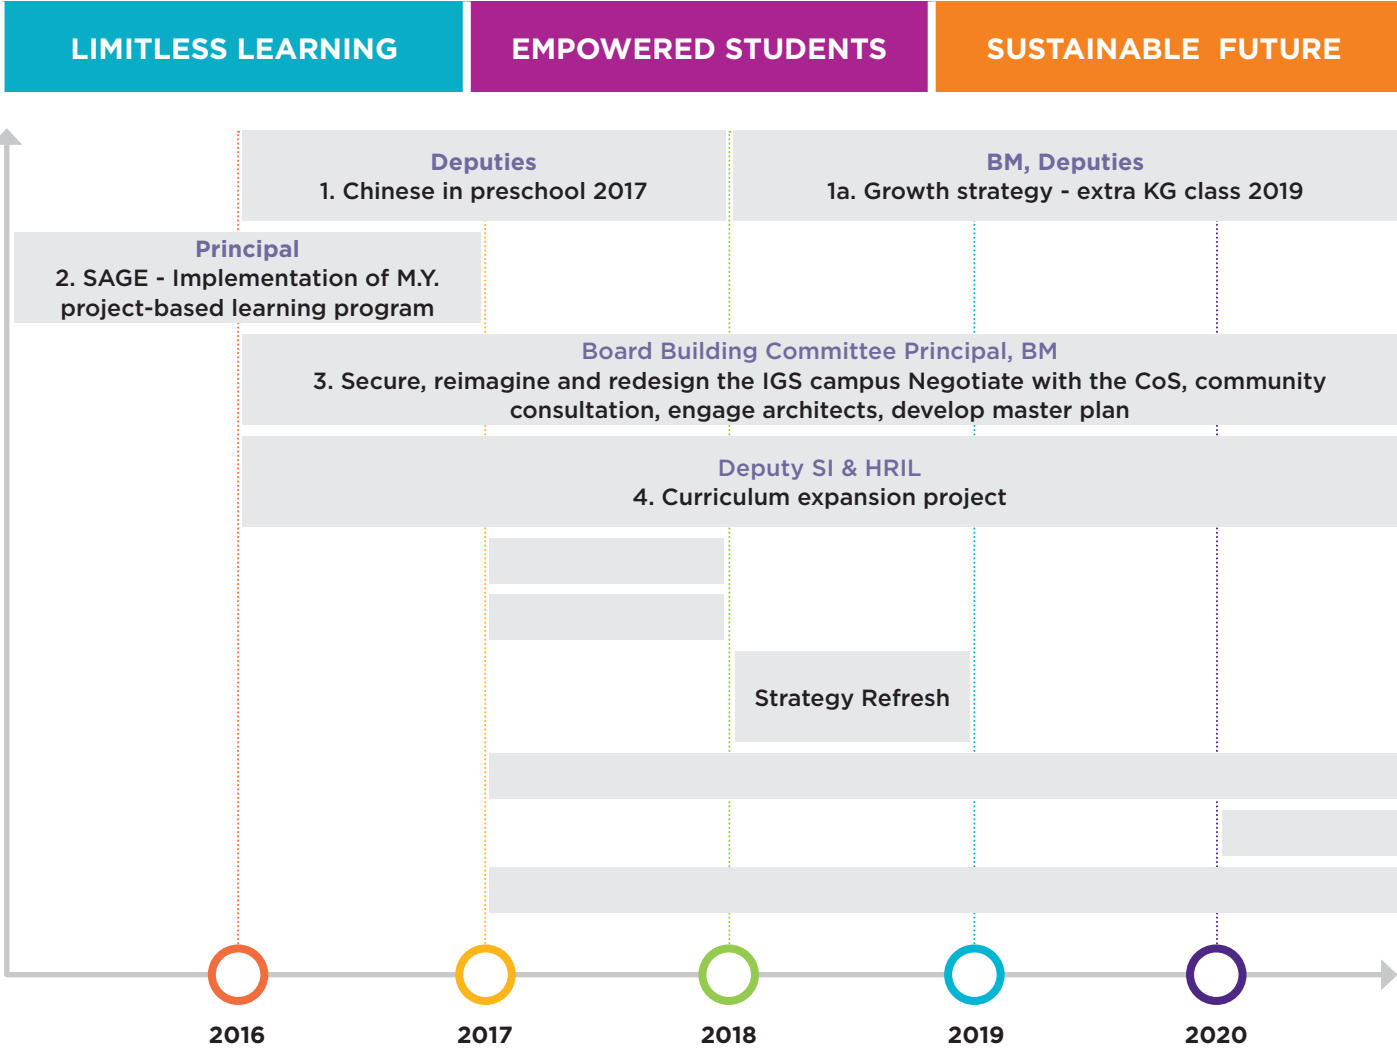 LIMITLESS LEARNING
EMPOWERED STUDENTS
SUSTAINABLE FUTURE
Deputies
1. Chinese in preschool 2017
BM, Deputies
1a. Growth strategy - extra KG class 2019
Principal
2. SAGE - Implementation of M.Y.
project-based learning program
Board Building Committee Principal, BM
3. Secure, reimagine and redesign the IGS campus Negotiate with the CoS, community
consultation, engage architects, develop master plan
Deputy SI & HRIL
4. Curriculum expansion project
Strategy Refresh
2016
2017
2018
2019
2020